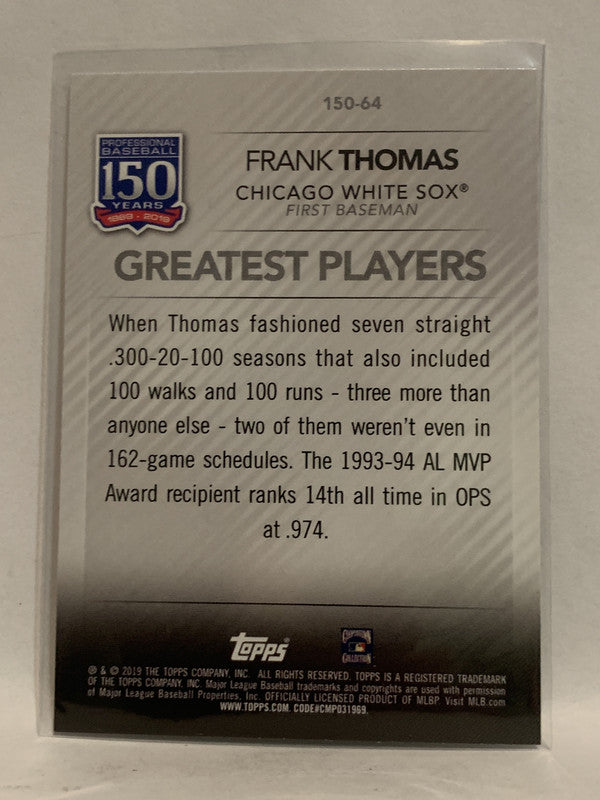 150-64
PROFESSIONAL
BASEBALL
150
YEARS
1869 - 2019
FRANK THOMAS
CHICAGO WHITE SOX®
FIRST BASEMAN
GREATEST PLAYERS
When Thomas fashioned seven straight
.300-20-100 seasons that also included
100 walks and 100 runs - three more than
anyone else - two of them weren't even in
162-game schedules. The 1993-94 AL MVP
Award recipient ranks 14th all time in OPS
at .974.
topps®
COOPERSTOWN
COLLECTION
® & © 2019 THE TOPPS COMPANY, INC. ALL RIGHTS RESERVED. TOPPS IS A REGISTERED TRADEMARK
OF THE TOPPS COMPANY, INC. Major League Baseball trademarks and copyrights are used with permission
of Major League Baseball Properties, Inc. OFFICIALLY LICENSED PRODUCT OF MLBP Visit MLB.com
WWW.TOPPS.COM. CODE#CMP031969.